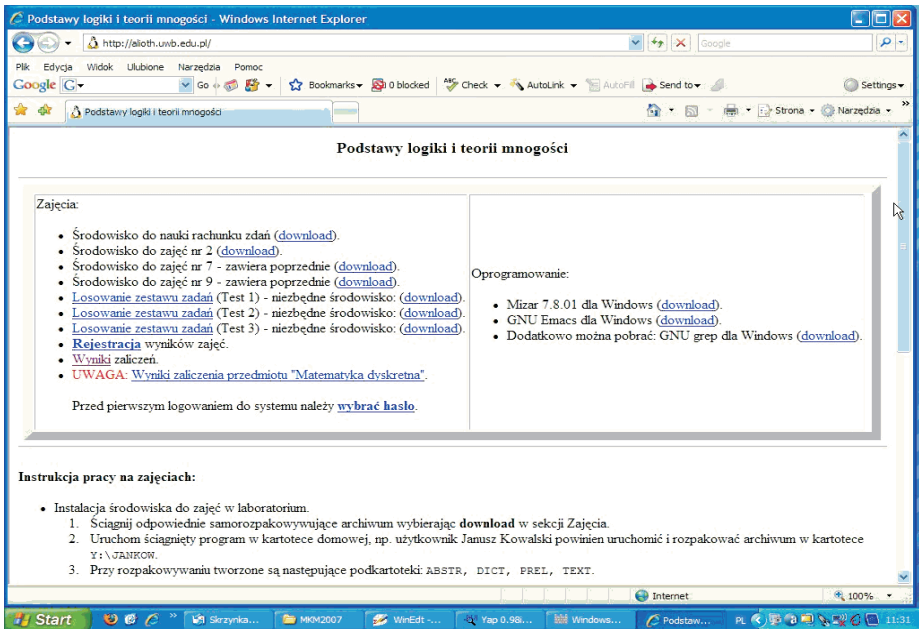 Podstawy logiki i teorii mnogości - Windows Internet Explorer
http://alioth.uwb.edu.pl/
Google
Plik Edycja Widok Ulubione Narzędzia Pomoc
Google G Go Bookmarks 0 blocked ABC Check AutoLink AutoFill Send to Settings
Podstawy logiki i teorii mnogości
Strona Narzędzia »
Podstawy logiki i teorii mnogości
Zajęcia:
• Środowisko do nauki rachunku zdań (download).
• Środowisko do zajęć nr 2 (download).
• Środowisko do zajęć nr 7 - zawiera poprzednie (download).
• Środowisko do zajęć nr 9 - zawiera poprzednie (download).
• Losowanie zestawu zadań (Test 1) - niezbędne środowisko: (download).
• Losowanie zestawu zadań (Test 2) - niezbędne środowisko: (download).
• Losowanie zestawu zadań (Test 3) - niezbędne środowisko: (download).
• Rejestracja wyników zajęć.
• Wyniki zaliczeń.
• UWAGA: Wyniki zaliczenia przedmiotu "Matematyka dyskretna".
Przed pierwszym logowaniem do systemu należy wybrać hasło.
Oprogramowanie:
• Mizar 7.8.01 dla Windows (download).
• GNU Emacs dla Windows (download).
• Dodatkowo można pobrać: GNU grep dla Windows (download).
Instrukcja pracy na zajęciach:
• Instalacja środowiska do zajęć w laboratorium.
1. Ściągnij odpowiednie samorozpakowywujące archiwum wybierając download w sekcji Zajęcia.
2. Uruchom ściągnięty program w kartotece domowej, np. użytkownik Janusz Kowalski powinien uruchomić i rozpakować archiwum w kartotece
Y:\JANKOW.
3. Przy rozpakowywaniu tworzone są następujące podkartoteki: ABSTR, DICT, PREL, TEXT.
Internet 100%
Start » Skrzynka... MKM2007 WinEdt -... Yap 0.98i... Windows... Podstaw... PL 11:31